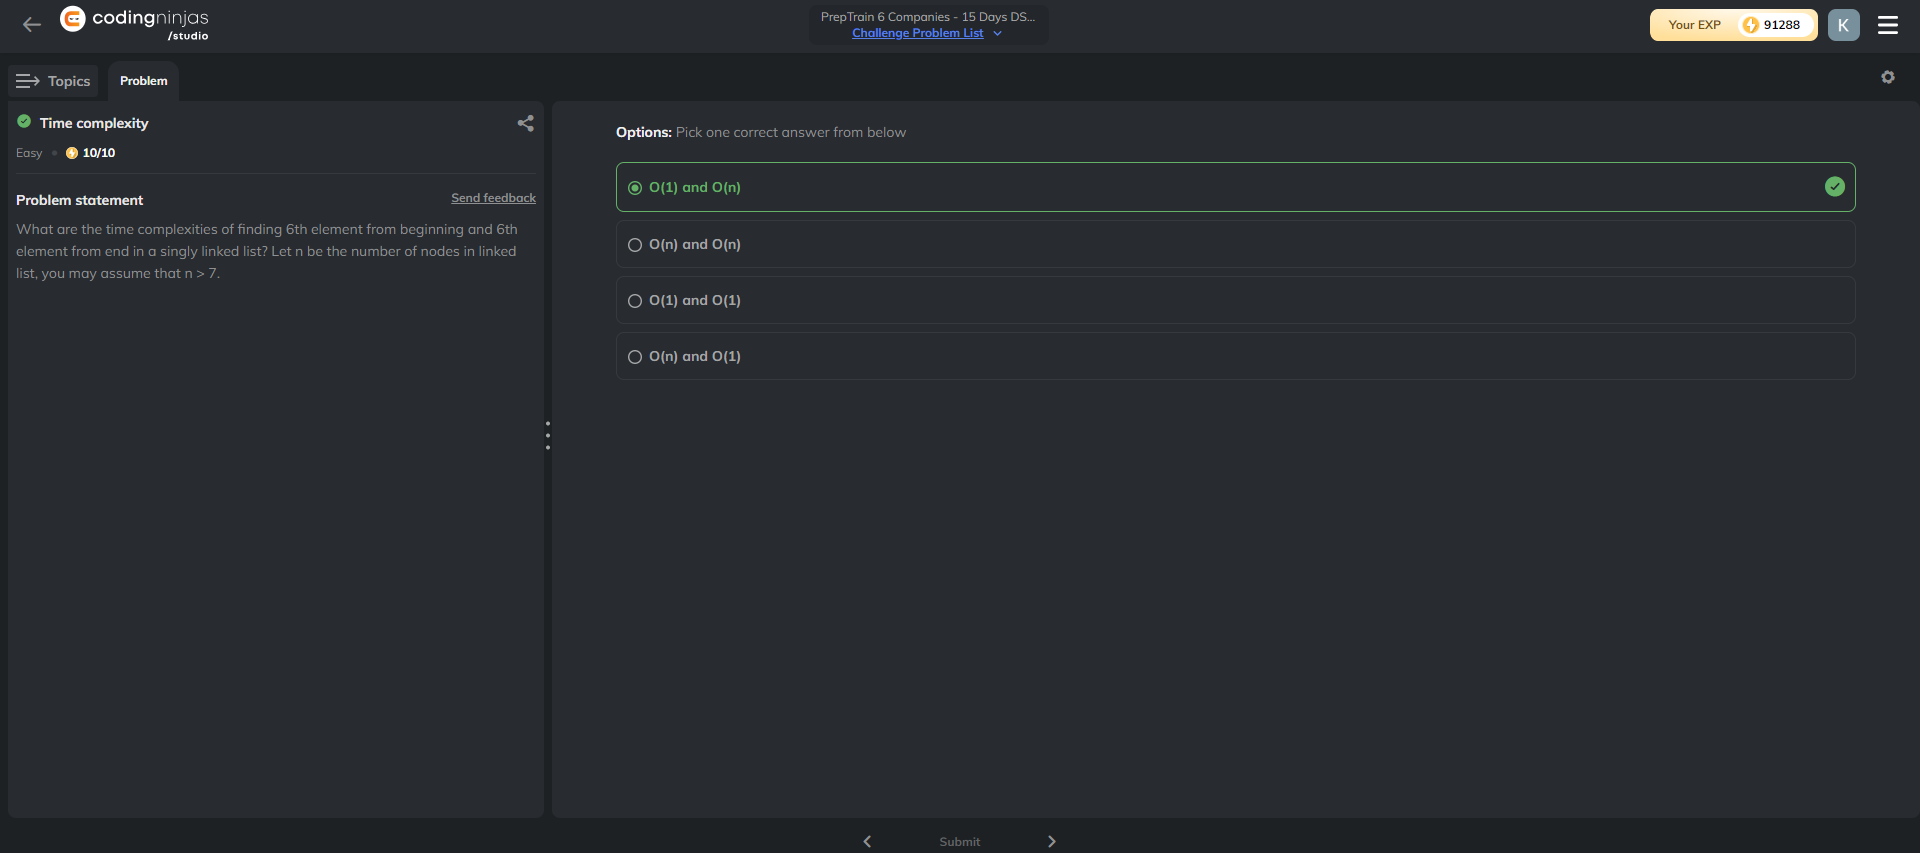 codingninjas
/studio
PrepTrain 6 Companies - 15 Days DS...
Challenge Problem List
Your EXP 91288
K
Topics
Problem
Time complexity
Easy 10/10
Problem statement
Send feedback
What are the time complexities of finding 6th element from beginning and 6th
element from end in a singly linked list? Let n be the number of nodes in linked
list, you may assume that n > 7.
Options: Pick one correct answer from below
O(1) and O(n)
O(n) and O(n)
O(1) and O(1)
O(n) and O(1)
Submit